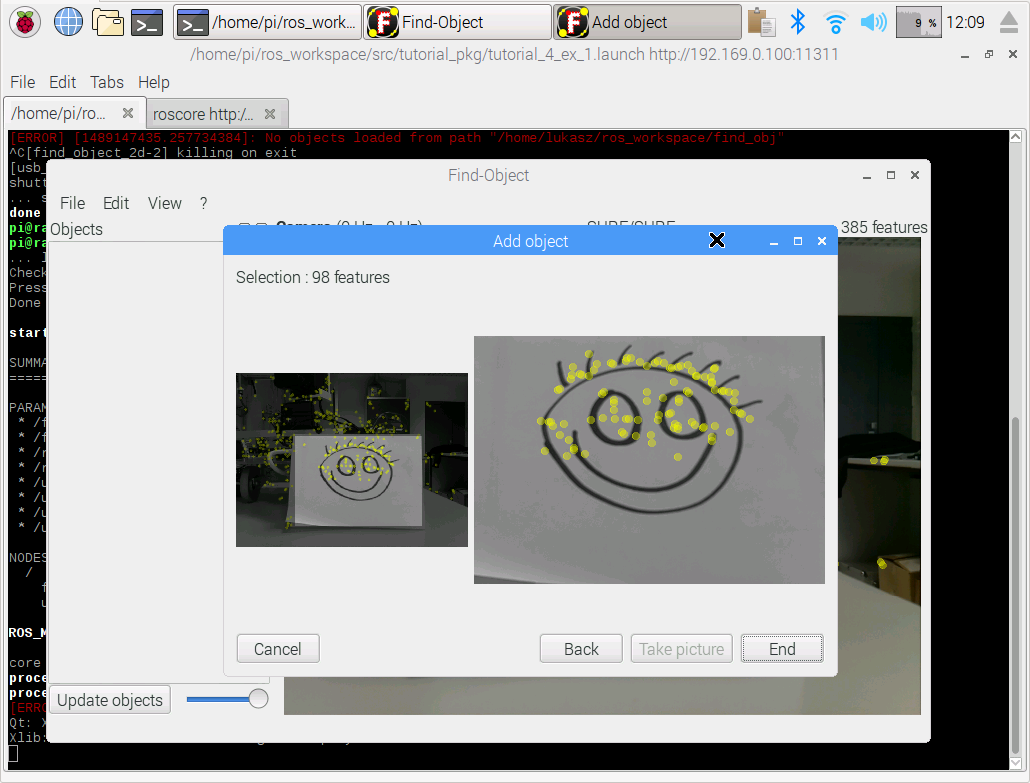 /home/pi/ros_work...
Find-Object
Add object
9 %
12:09
/home/pi/ros_workspace/src/tutorial_pkg/tutorial_4_ex_1.launch http://192.169.0.100:11311
File Edit Tabs Help
/home/pi/ro...
roscore http:/...
[ERROR] [1489147435.257734384]: No objects loaded from path "/home/lukasz/ros_workspace/find_obj"
^C[find_object_2d-2] killing on exit
[usb_
shutt
... s
done
pi@ra
pi@ra
... l
Check
Press
Done
start
SUMMA
=====
PARAM
* /f
* /f
* /r
* /r
* /u
* /u
* /u
* /u
NODES
/
f
u
ROS_M
core
proce
proce
[ERRO
Qt: X
Xlib:
Find-Object
File Edit View ?
Objects
385 features
Update objects
Add object
Selection : 98 features
Cancel
Back
Take picture
End